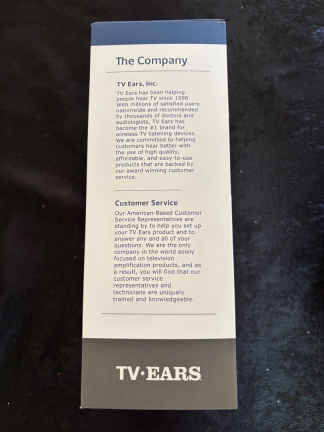 The Company
TV Ears, Inc.
TV Ears has been helping
people hear TV since 1998.
With millions of satisfied users
nationwide and recommended
by thousands of doctors and
audiologists, TV Ears has
become the #1 brand for
wireless TV listening devices.
We are committed to helping
customers hear better with
the use of high quality,
affordable, and easy-to-use
products that are backed by
our award winning customer
service.
Customer Service
Our American-Based Customer
Service Representatives are
standing by to help you set up
your TV Ears product and to
answer any and all of your
questions. We are the only
company in the world solely
focused on television
amplification products, and as
a result, you will find that our
customer service
representatives and
technicians are uniquely
trained and knowledgeable.
TV·EARS